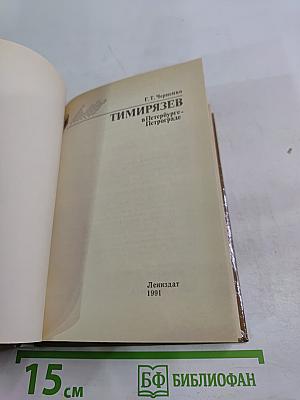 Г. Т. Черненко
ТИМИРЯЗЕВ
в Петербурге-
Петрограде
Лениздат
1991
15 см
БФ БИБЛИОФАН